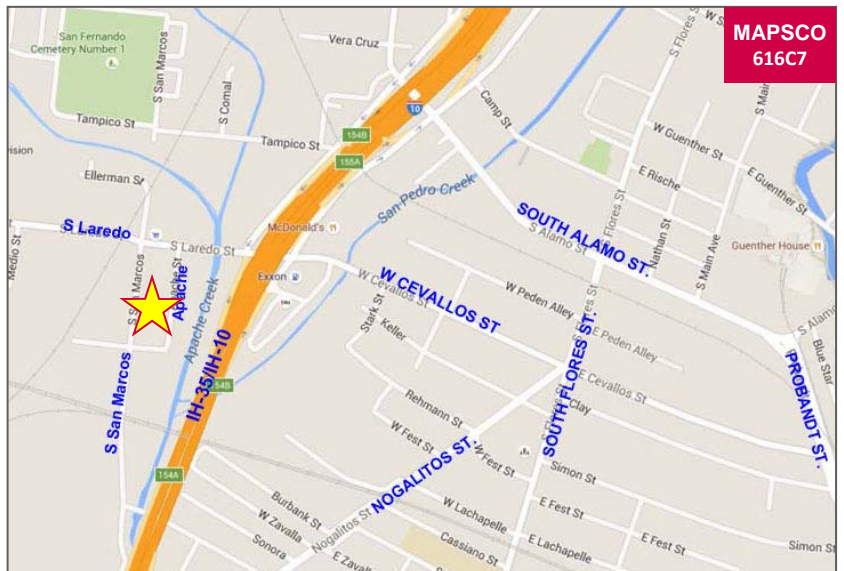 MAPSCO
616C7
San Fernando
Cemetery Number 1
S San Marcos
Vera Cruz
S Flores St
S Comal
Tampico St
Tampico St
10
154B
155A
Camp St
W Guenther St
E Rische
E Guenther St
Ellerman St
San Pedro Creek
SOUTH ALAMO ST.
S Alamo St
S Flores St
Nathan St
S Main Ave
Guenther House
S Laredo
S Laredo St
McDonald's
Medio St
S San Marcos
Apache
Apache Creek
Exxon
W CEVALLOS ST
W Cevallos St
W Peden Alley
E Peden Alley
Stark St
Keller
IH-35/IH-10
54B
S San Marcos
SOUTH FLORES ST.
E Cevallos St
Clay
Rehmann St
W Fest St
W Fest St
NOGALITOS ST.
Nogalitos St
PROBANDT ST.
Blue Star
S Alamo
154A
Simon St
Simon St
Burbank St
W Zavalla
Sonora
E Zavalla
W Lachapelle
E Lachapelle
E Fest St
E Fest St
Cassiano St